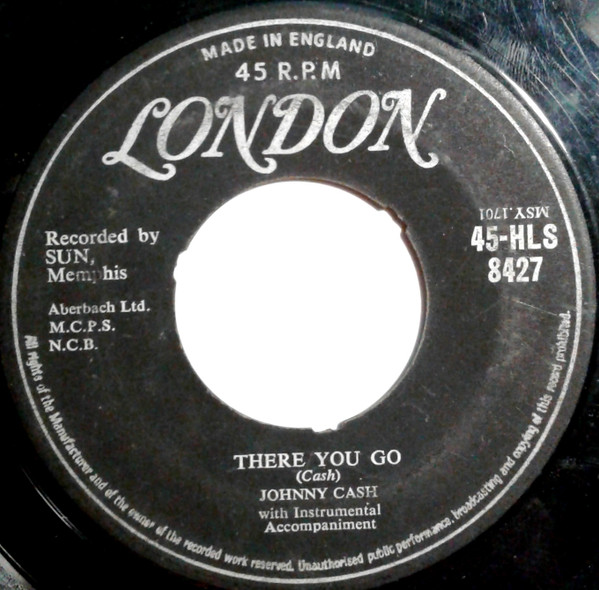 MADE IN ENGLAND
45 R.P.M
LONDON
Recorded by
SUN,
Memphis
Aberbach Ltd.
M.C.P.S.
N.C.B.
MSY.1701
45-HLS
8427
THERE YOU GO
(Cash)
JOHNNY CASH
with Instrumental
Accompaniment
All rights of the Manufacturer and of the owner of the recorded work reserved. Unauthorised public performance, broadcasting and copying of this record prohibited.